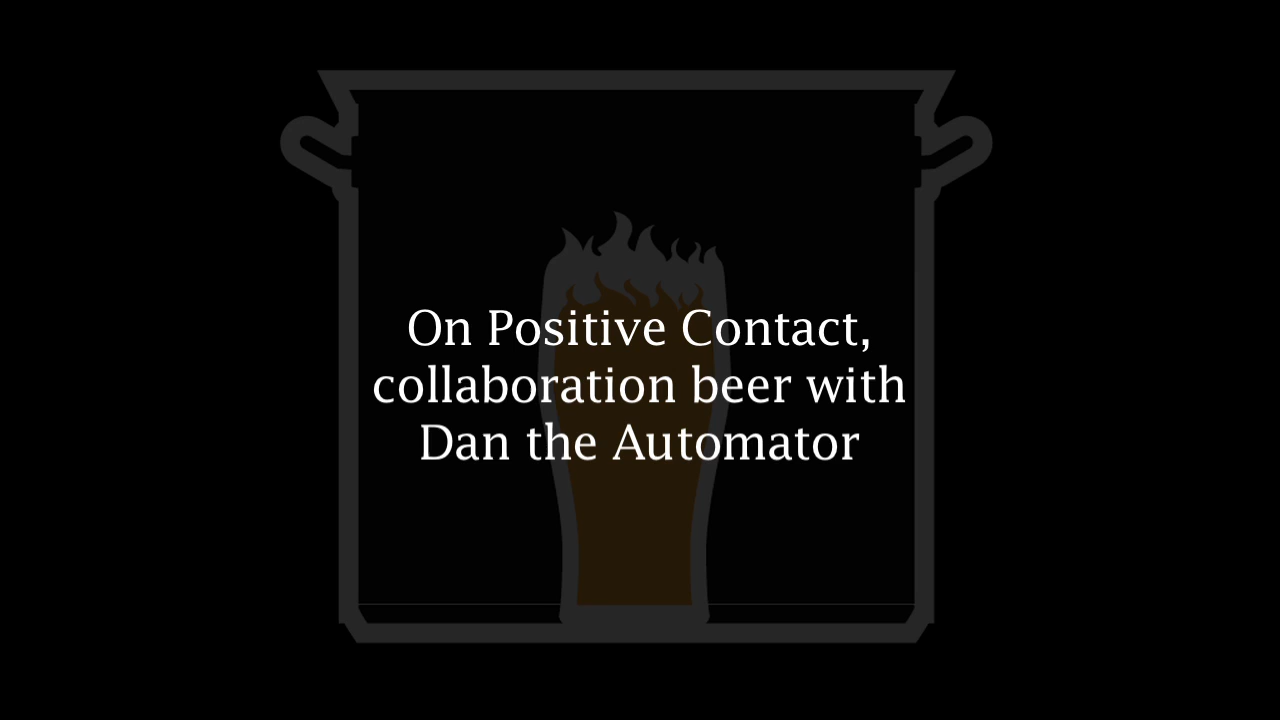 On Positive Contact,
collaboration beer with
Dan the Automator